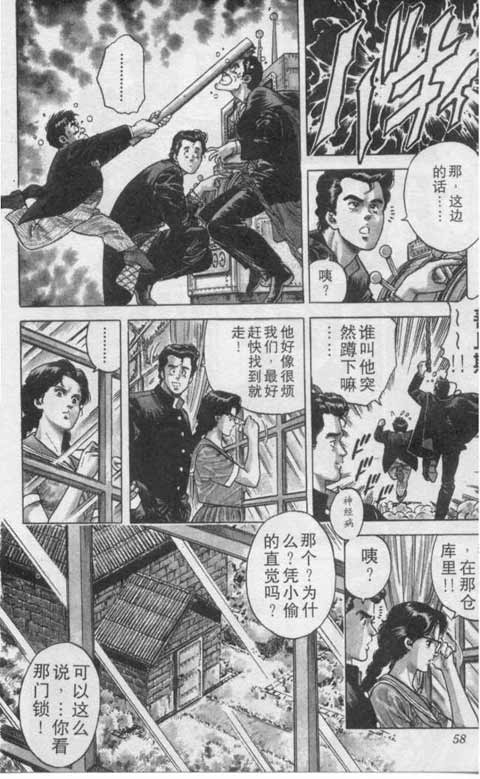 バキィ
那，这边
的话……
咦？
…………
谁叫他突
然蹲下嘛
……
神经病
他好像很烦
我们，最好
赶快找到就
走！
……
，在那仓
库里!!
咦？
那个？为什
么？凭小偷
的直觉吗？
可以这么
说，…你看
那门锁！
58